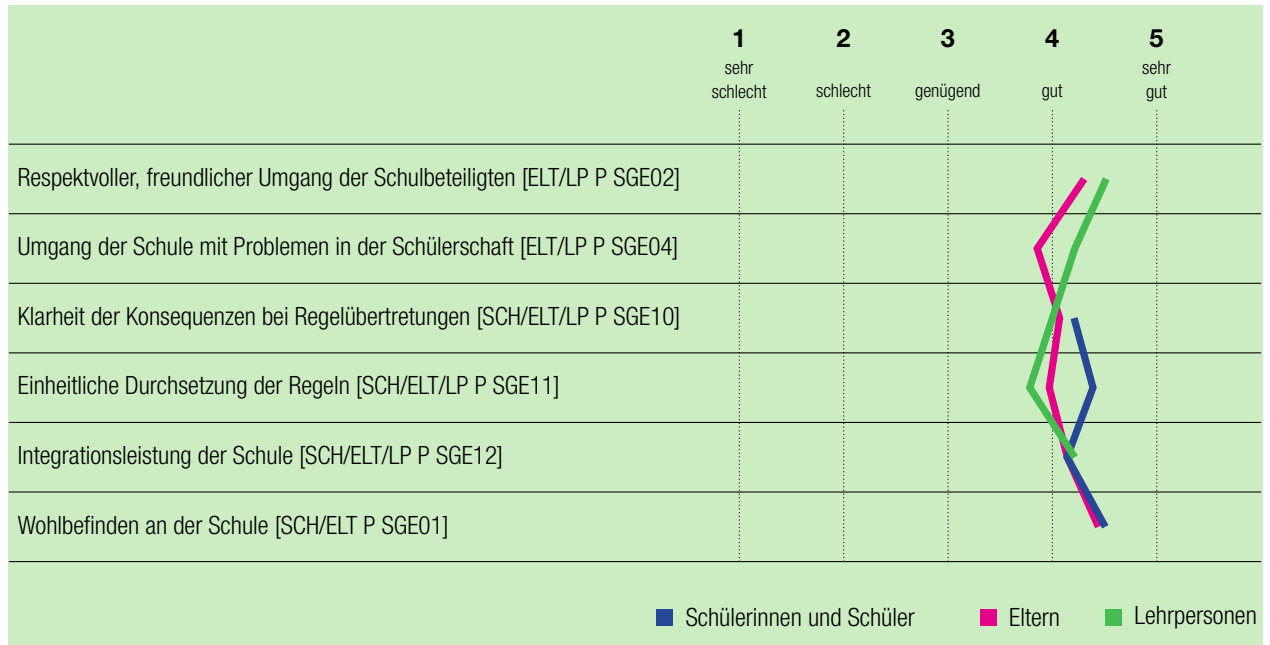 1 2 3 4 5
sehr schlecht schlecht genügend gut sehr gut
Respektvoller, freundlicher Umgang der Schulbeteiligten [ELT/LP P SGE02]
Umgang der Schule mit Problemen in der Schülerschaft [ELT/LP P SGE04]
Klarheit der Konsequenzen bei Regelübertretungen [SCH/ELT/LP P SGE10]
Einheitliche Durchsetzung der Regeln [SCH/ELT/LP P SGE11]
Integrationsleistung der Schule [SCH/ELT/LP P SGE12]
Wohlbefinden an der Schule [SCH/ELT P SGE01]
Schülerinnen und Schüler Eltern Lehrpersonen